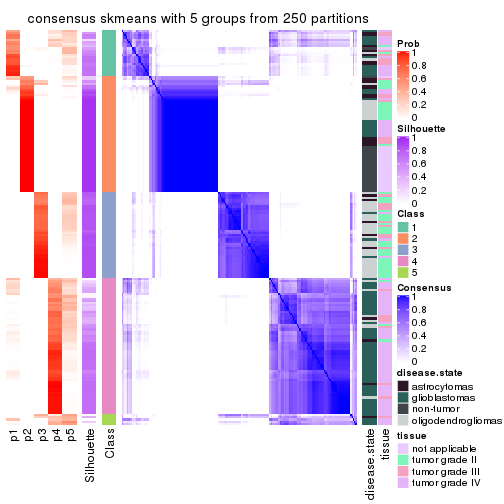 consensus skmeans with 5 groups from 250 partitions
p1
p2
p3
p4
p5
Silhouette
Class
disease.state
tissue
Prob
1
0.8
0.6
0.4
0.2
0
Silhouette
1
0.8
0.6
0.4
0.2
0
Class
1
2
3
4
5
Consensus
1
0.8
0.6
0.4
0.2
0
disease.state
astrocytomas
glioblastomas
non-tumor
oligodendrogliomas
tissue
not applicable
tumor grade II
tumor grade III
tumor grade IV